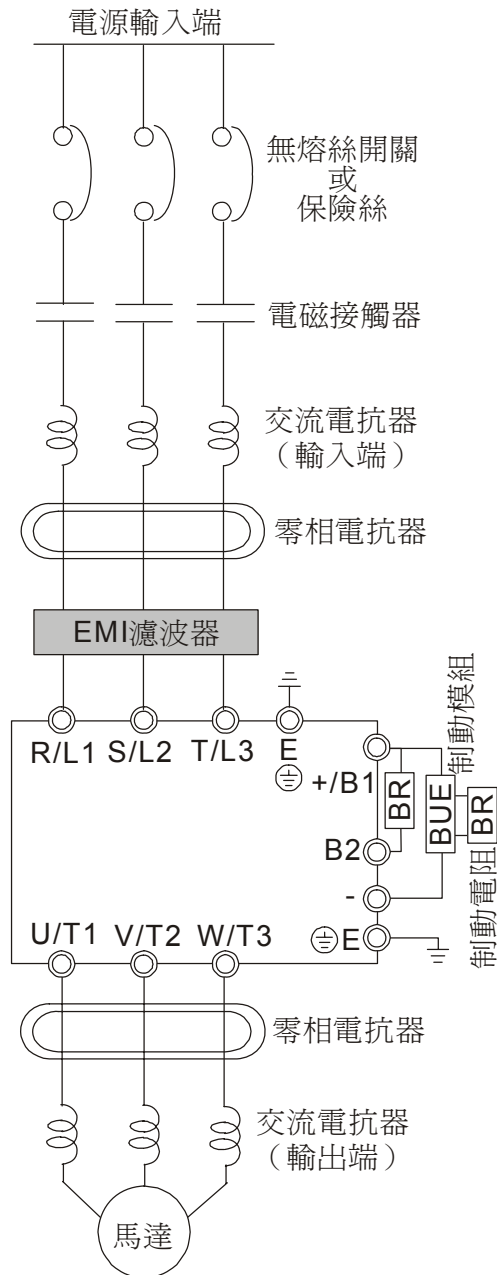 電源輸入端
無熔絲開關
或
保險絲
電磁接觸器
交流電抗器
（輸入端）
零相電抗器
EMI濾波器
R/L1 S/L2 T/L3 E
+/B1
B2
-
E
BR
BUE
BR
制動模組
制動電阻
U/T1 V/T2 W/T3
零相電抗器
交流電抗器
（輸出端）
馬達